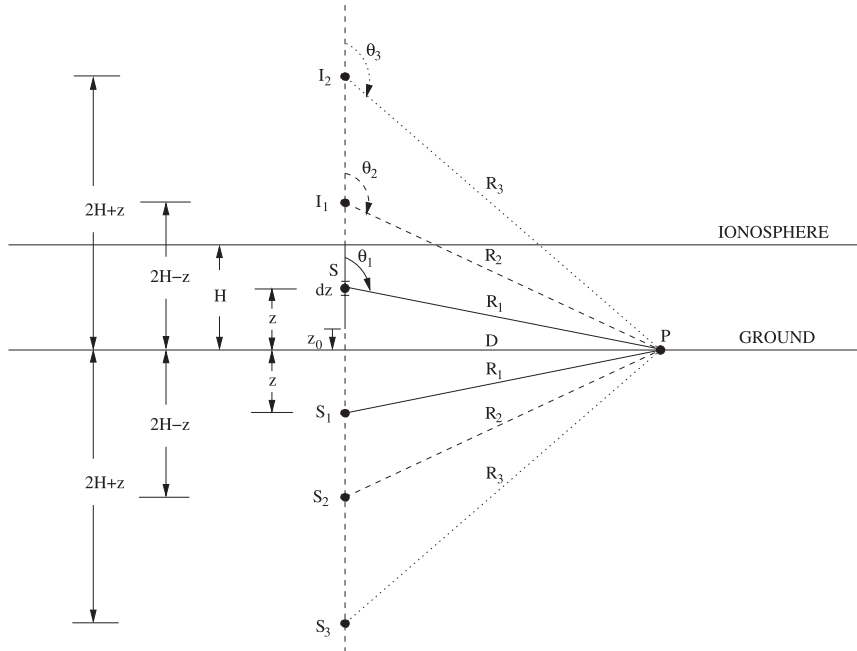 θ3
I2
R3
θ2
2H+z
I1
IONOSPHERE
R2
θ1
2H−z
S
H
dz
R1
z
z0
D
P
GROUND
z
R1
S1
R2
2H−z
2H+z
R3
S2
S3